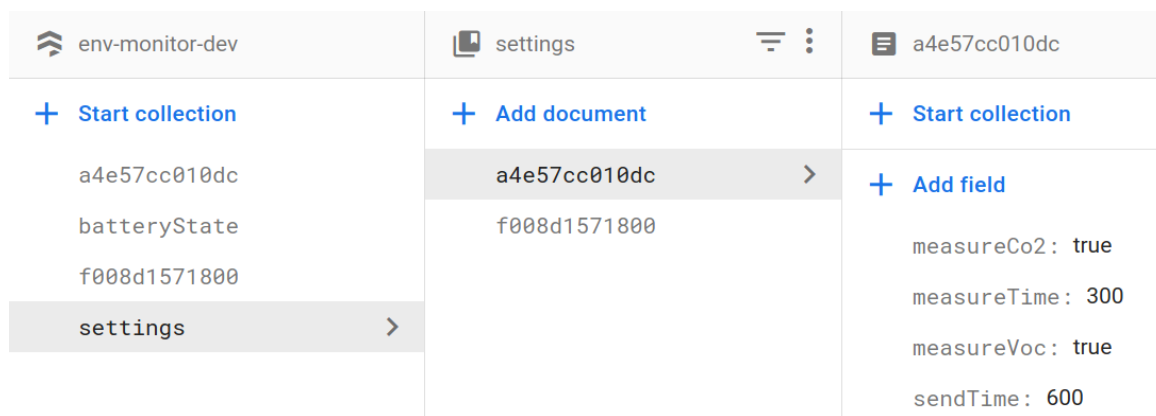 env-monitor-dev
Start collection
a4e57cc010dc
batteryState
f008d1571800
settings
settings
Add document
a4e57cc010dc
f008d1571800
a4e57cc010dc
Start collection
Add field
measureCo2: true
measureTime: 300
measureVoc: true
sendTime: 600